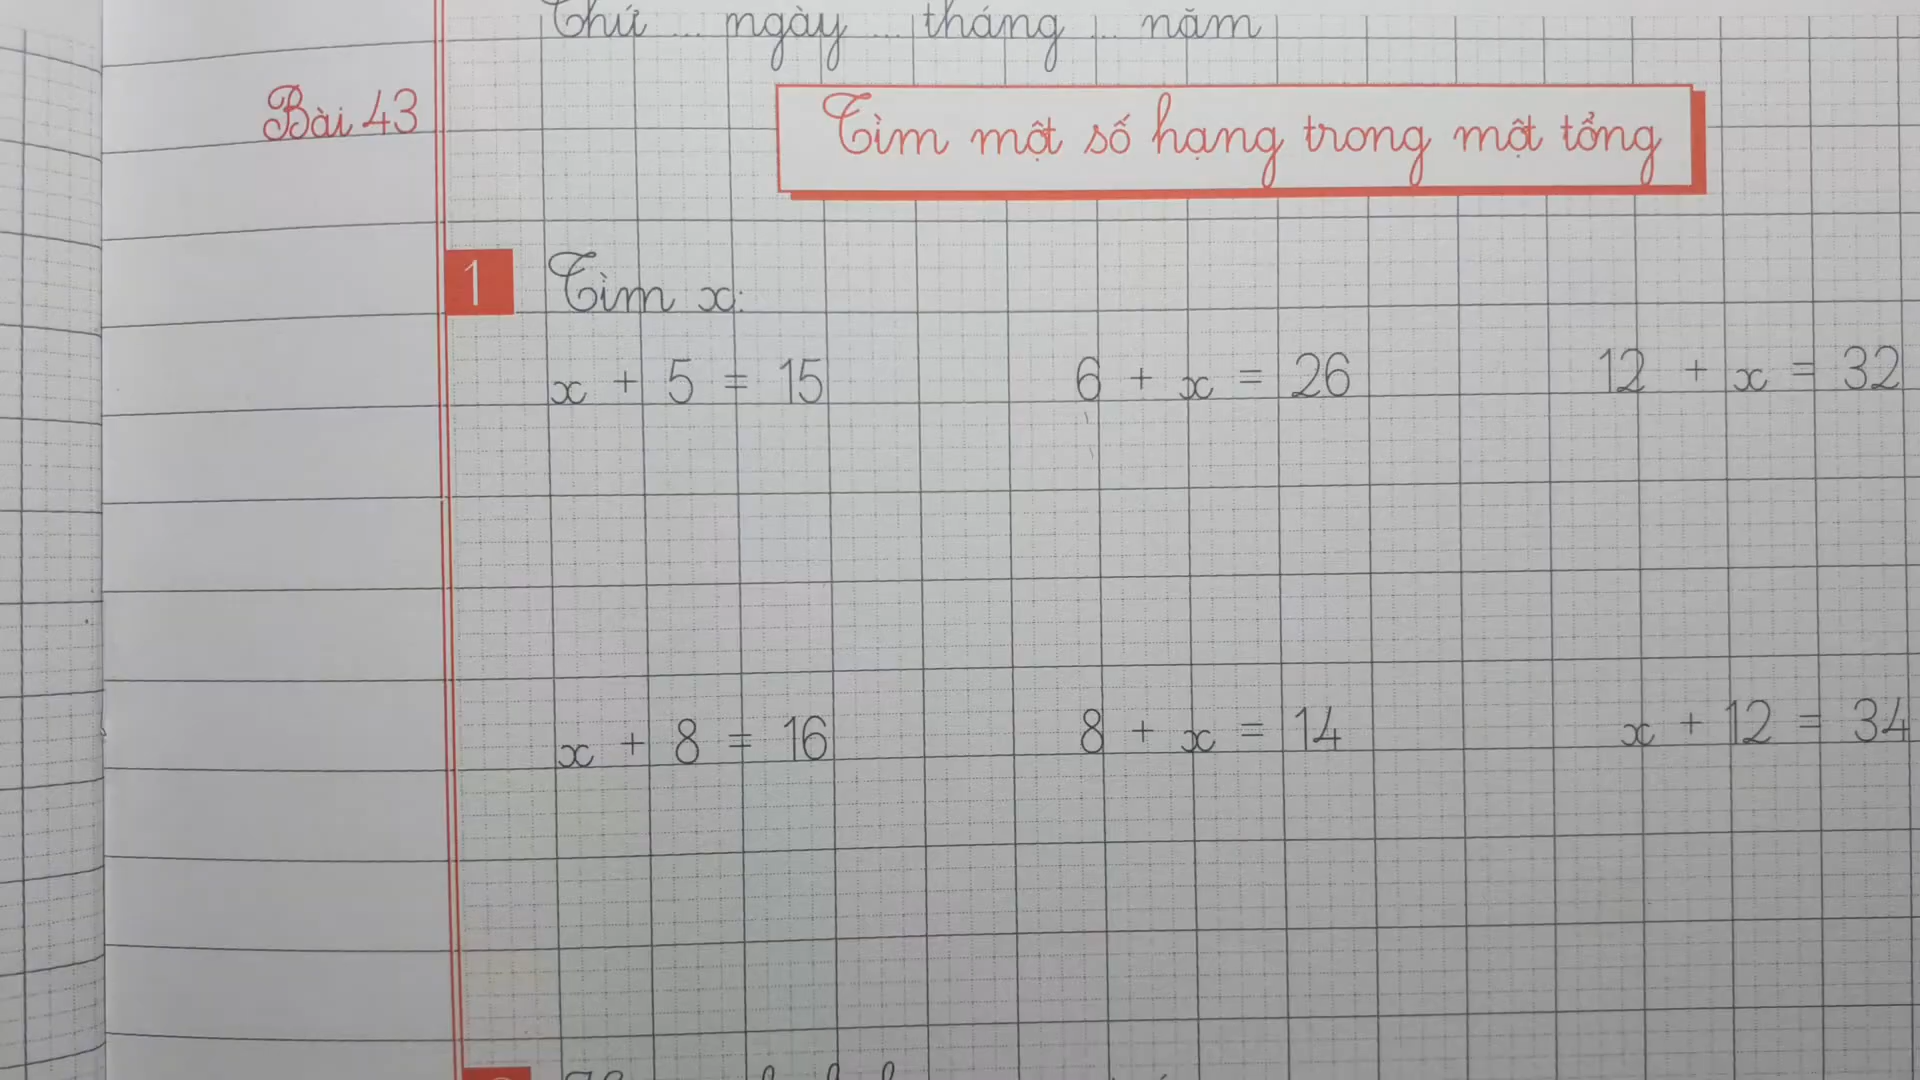 Thứ ... ngày ... tháng ... năm
Bài 43
Tìm một số hạng trong một tổng
1 Tìm x:
x + 5 = 15 6 + x = 26 12 + x = 32
x + 8 = 16 8 + x = 14 x + 12 = 34